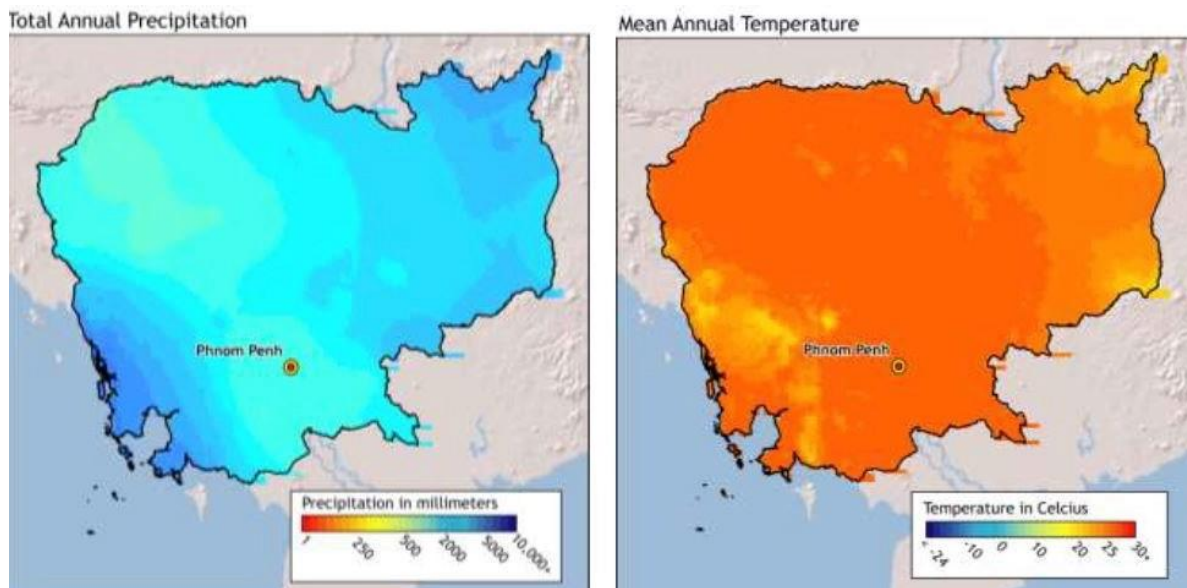 Total Annual Precipitation
Phnom Penh
Precipitation in millimeters
1 250 500 2000 5000 10,000+
Mean Annual Temperature
Phnom Penh
Temperature in Celcius
< -24 -10 0 10 20 25 30+